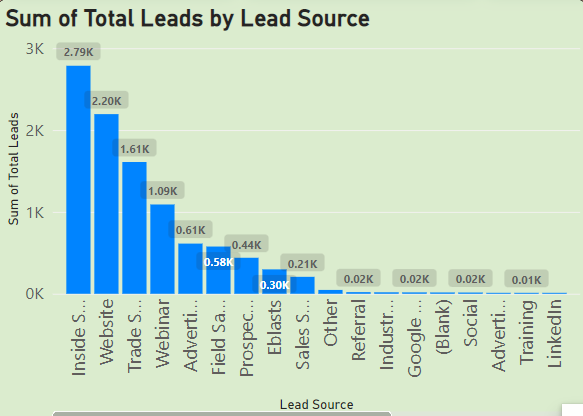 Sum of Total Leads by Lead Source
Sum of Total Leads
3K
2K
1K
0K
2.79K
2.20K
1.61K
1.09K
0.61K
0.58K
0.44K
0.30K
0.21K
0.02K
0.02K
0.02K
0.01K
Inside S...
Website
Trade S...
Webinar
Adverti...
Field Sa...
Prospec...
Eblasts
Sales S...
Other
Referral
Industr...
Google ...
(Blank)
Social
Adverti...
Training
LinkedIn
Lead Source